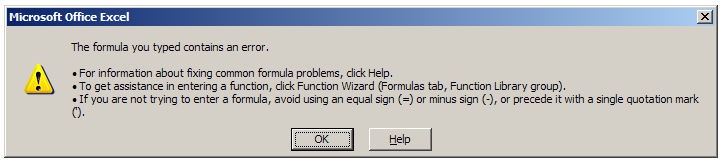 Microsoft Office Excel
The formula you typed contains an error.
• For information about fixing common formula problems, click Help.
• To get assistance in entering a function, click Function Wizard (Formulas tab, Function Library group).
• If you are not trying to enter a formula, avoid using an equal sign (=) or minus sign (-), or precede it with a single quotation mark
(').
OK Help